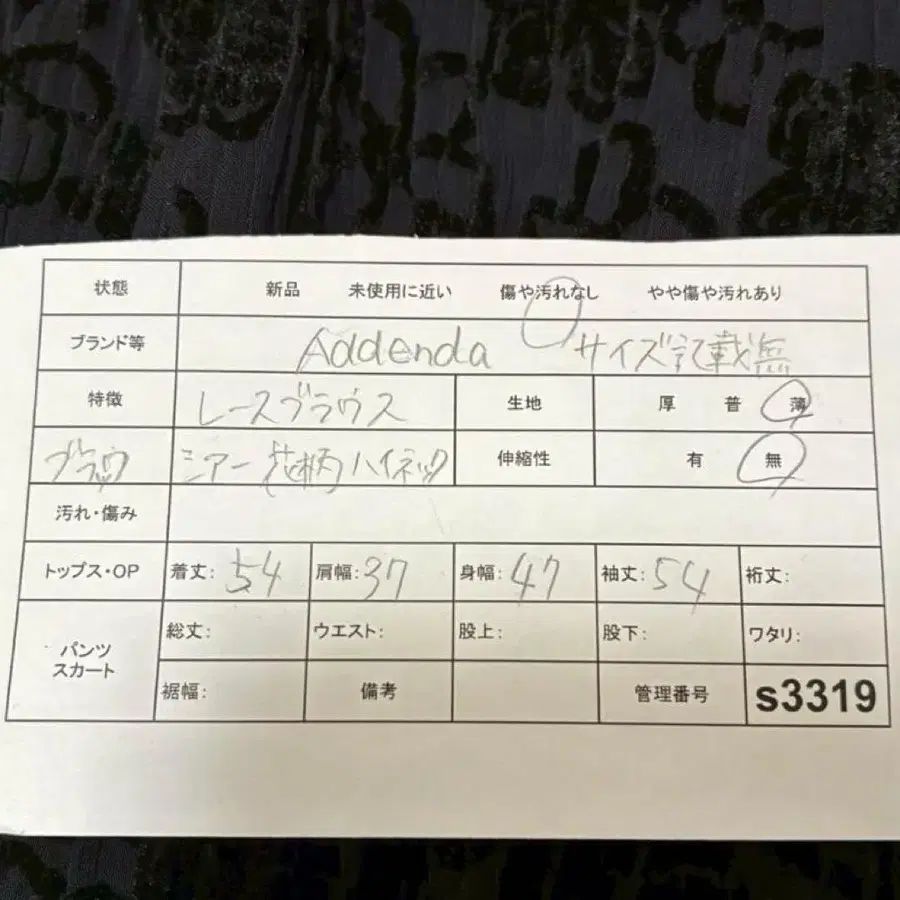 状態 新品 未使用に近い 傷や汚れなし やや傷や汚れあり
ブランド等 Addenda サイズ記載無
特徴 レースブラウス 生地 厚 普 薄
ブラウ シアー 花柄 ハイネック 伸縮性 有 無
汚れ・傷み
トップス・OP 着丈: 54 肩幅: 37 身幅: 47 袖丈: 54 裄丈:
パンツ スカート 総丈: ウエスト: 股上: 股下: ワタリ:
裾幅: 備考 管理番号 s3319